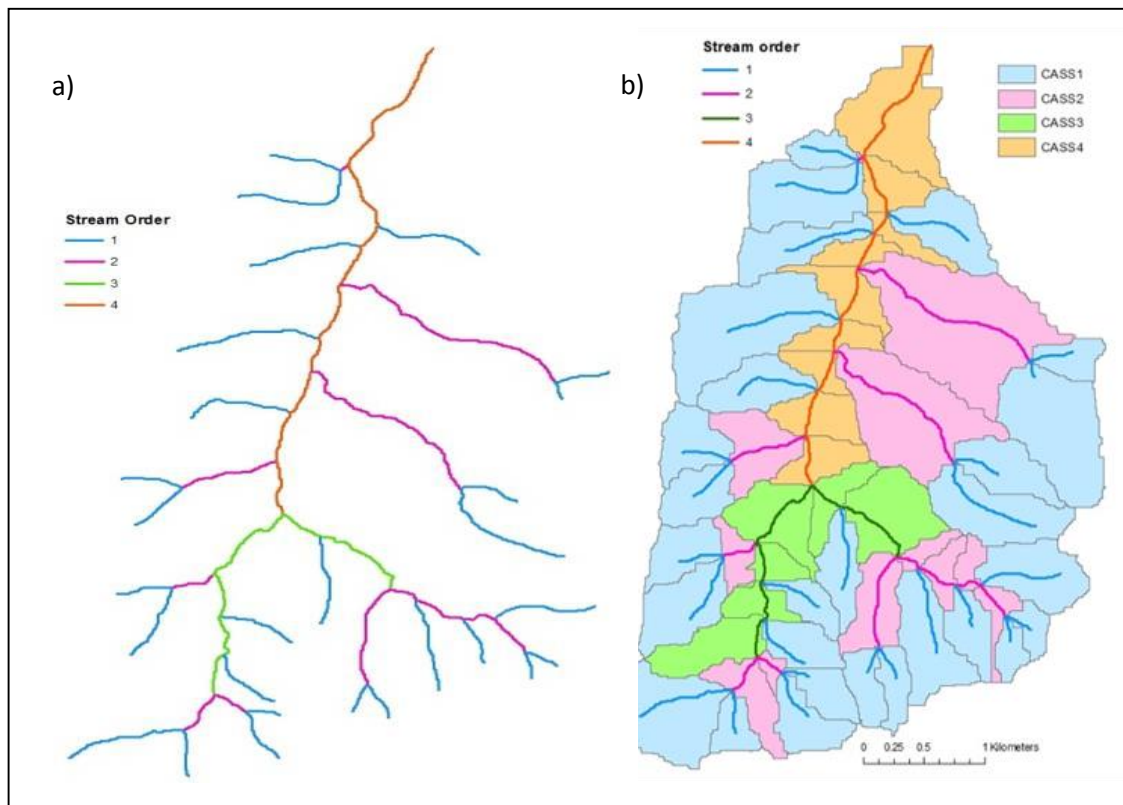 a)
Stream Order
1
2
3
4
b)
Stream order
1
2
3
4
CASS1
CASS2
CASS3
CASS4
0 0.25 0.5 1 Kilometers